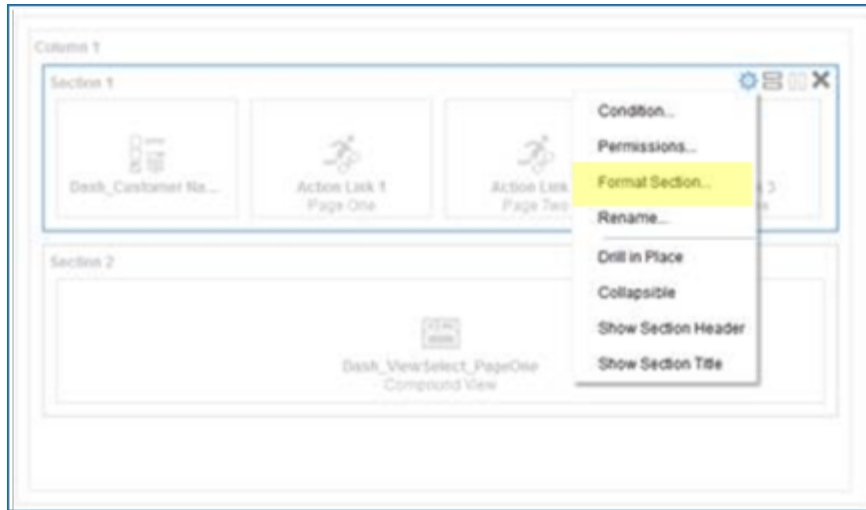 Column 1
Section 1
Dash_Customer Na...
Action Link 1
Page One
Action Link
Page Two
3
Condition...
Permissions...
Format Section...
Rename...
Drill in Place
Collapsible
Show Section Header
Show Section Title
Section 2
Dash_ViewSelect_PageOne
Compound View